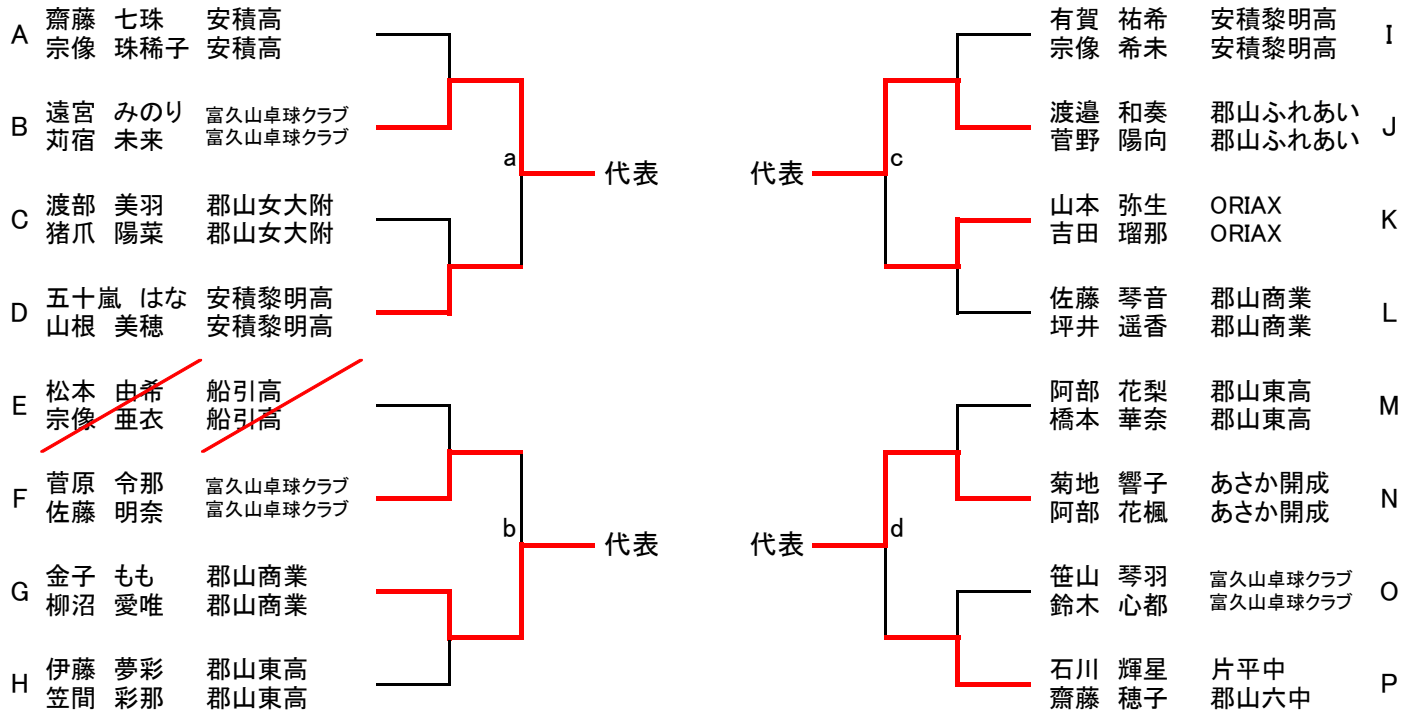 A 齋藤 七珠 安積高
宗像 珠稀子 安積高
B 遠宮 みのり 富久山卓球クラブ
苅宿 未来 富久山卓球クラブ
a 代表
C 渡部 美羽 郡山女大附
猪爪 陽菜 郡山女大附
D 五十嵐 はな 安積黎明高
山根 美穂 安積黎明高
E 松本 由希 船引高
宗像 亜衣 船引高
F 菅原 令那 富久山卓球クラブ
佐藤 明奈 富久山卓球クラブ
b 代表
G 金子 もも 郡山商業
柳沼 愛唯 郡山商業
H 伊藤 夢彩 郡山東高
笠間 彩那 郡山東高
有賀 祐希 安積黎明高 I
宗像 希未 安積黎明高
渡邉 和奏 郡山ふれあい J
菅野 陽向 郡山ふれあい
代表 c
山本 弥生 ORIAX K
吉田 瑠那 ORIAX
佐藤 琴音 郡山商業 L
坪井 遥香 郡山商業
阿部 花梨 郡山東高 M
橋本 華奈 郡山東高
菊地 響子 あさか開成 N
阿部 花楓 あさか開成
代表 d
笹山 琴羽 富久山卓球クラブ O
鈴木 心都 富久山卓球クラブ
石川 輝星 片平中 P
齋藤 穂子 郡山六中